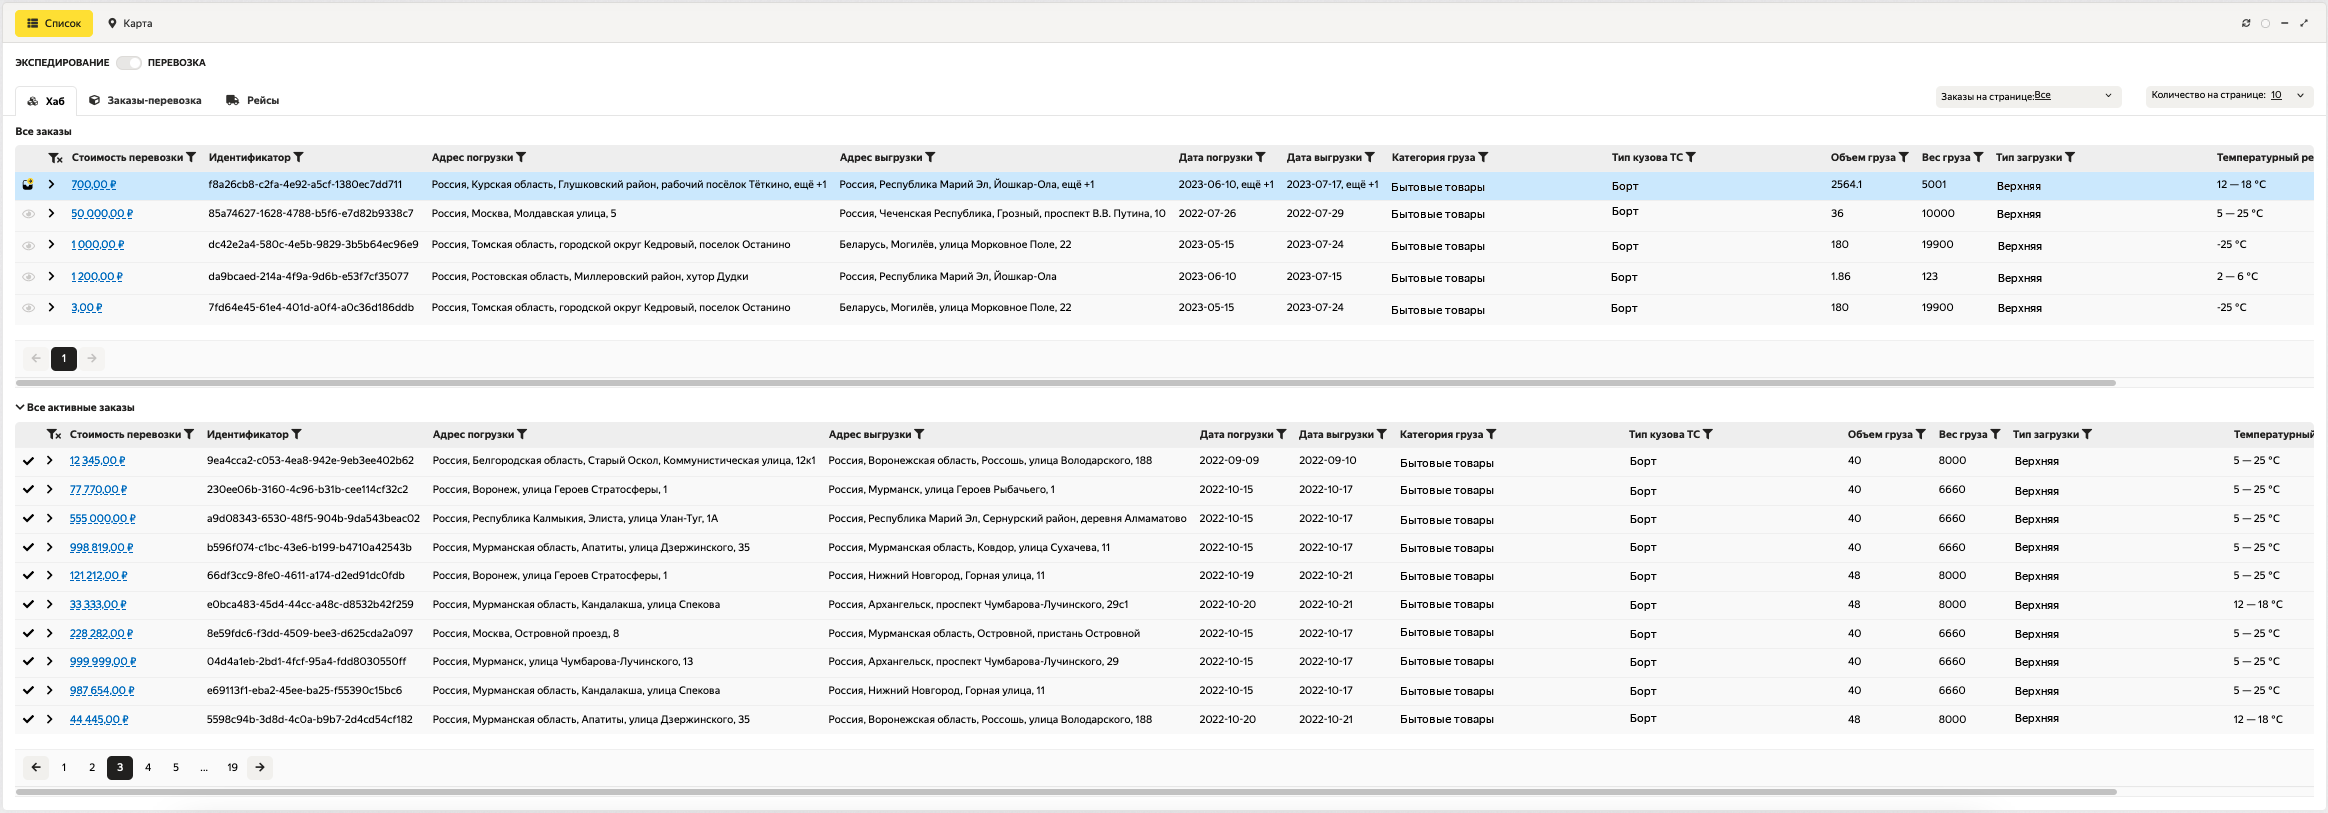 Список Карта
ЭКСПЕДИРОВАНИЕ ПЕРЕВОЗКА
Хаб Заказы-перевозка Рейсы Заказы на странице:Все Количество на странице: 10
Все заказы
Стоимость перевозки Идентификатор Адрес погрузки Адрес выгрузки Дата погрузки Дата выгрузки Категория груза Тип кузова ТС Объем груза Вес груза Тип загрузки Температурный ре
700,00 ₽ f8a26cb8-c2fa-4e92-a5cf-1380ec7dd711 Россия, Курская область, Глушковский район, рабочий посёлок Тёткино, ещё +1 Россия, Республика Марий Эл, Йошкар-Ола, ещё +1 2023-06-10, ещё +1 2023-07-17, ещё +1 Бытовые товары Борт 2564.1 5001 Верхняя 12 — 18 °C
50 000,00 ₽ 85a74627-1628-4788-b5f6-e7d82b9338c7 Россия, Москва, Молдавская улица, 5 Россия, Чеченская Республика, Грозный, проспект В.В. Путина, 10 2022-07-26 2022-07-29 Бытовые товары Борт 36 10000 Верхняя 5 — 25 °C
1 000,00 ₽ dc42e2a4-580c-4e5b-9829-3b5b64ec96e9 Россия, Томская область, городской округ Кедровый, поселок Останино Беларусь, Могилёв, улица Морковное Поле, 22 2023-05-15 2023-07-24 Бытовые товары Борт 180 19900 Верхняя -25 °C
1 200,00 ₽ da9bcaed-214a-4f9a-9d6b-e53f7cf35077 Россия, Ростовская область, Миллеровский район, хутор Дудки Россия, Республика Марий Эл, Йошкар-Ола 2023-06-10 2023-07-15 Бытовые товары Борт 1.86 123 Верхняя 2 — 6 °C
3,00 ₽ 7fd64e45-61e4-401d-a0f4-a0c36d186ddb Россия, Томская область, городской округ Кедровый, поселок Останино Беларусь, Могилёв, улица Морковное Поле, 22 2023-05-15 2023-07-24 Бытовые товары Борт 180 19900 Верхняя -25 °C
1
Все активные заказы
Стоимость перевозки Идентификатор Адрес погрузки Адрес выгрузки Дата погрузки Дата выгрузки Категория груза Тип кузова ТС Объем груза Вес груза Тип загрузки Температурный
12 345,00 ₽ 9ea4cca2-c053-4ea8-942e-9eb3ee402b62 Россия, Белгородская область, Старый Оскол, Коммунистическая улица, 12к1 Россия, Воронежская область, Россошь, улица Володарского, 188 2022-09-09 2022-09-10 Бытовые товары Борт 40 8000 Верхняя 5 — 25 °C
77 770,00 ₽ 230ee06b-3160-4c96-b31b-cee114cf32c2 Россия, Воронеж, улица Героев Стратосферы, 1 Россия, Мурманск, улица Героев Рыбачьего, 1 2022-10-15 2022-10-17 Бытовые товары Борт 40 6660 Верхняя 5 — 25 °C
555 000,00 ₽ a9d08343-6530-48f5-904b-9da543beac02 Россия, Республика Калмыкия, Элиста, улица Улан-Туг, 1А Россия, Республика Марий Эл, Сернурский район, деревня Алмаматово 2022-10-15 2022-10-17 Бытовые товары Борт 40 6660 Верхняя 5 — 25 °C
998 819,00 ₽ b596f074-c1bc-43e6-b199-b4710a42543b Россия, Мурманская область, Апатиты, улица Дзержинского, 35 Россия, Мурманская область, Ковдор, улица Сухачева, 11 2022-10-15 2022-10-17 Бытовые товары Борт 40 6660 Верхняя 5 — 25 °C
121 212,00 ₽ 66df3cc9-8fe0-4611-a174-d2ed91dc0fdb Россия, Воронеж, улица Героев Стратосферы, 1 Россия, Нижний Новгород, Горная улица, 11 2022-10-19 2022-10-21 Бытовые товары Борт 48 8000 Верхняя 5 — 25 °C
33 333,00 ₽ e0bca483-45d4-44cc-a48c-d8532b42f259 Россия, Мурманская область, Кандалакша, улица Спекова Россия, Архангельск, проспект Чумбарова-Лучинского, 29с1 2022-10-20 2022-10-21 Бытовые товары Борт 48 8000 Верхняя 12 — 18 °C
228 282,00 ₽ 8e59fdc6-f3dd-4509-bee3-d625cda2a097 Россия, Москва, Островной проезд, 8 Россия, Мурманская область, Островной, пристань Островной 2022-10-15 2022-10-17 Бытовые товары Борт 40 6660 Верхняя 5 — 25 °C
999 999,00 ₽ 04d4a1eb-2bd1-4fcf-95a4-fdd8030550ff Россия, Мурманск, улица Чумбарова-Лучинского, 13 Россия, Архангельск, проспект Чумбарова-Лучинского, 29 2022-10-15 2022-10-17 Бытовые товары Борт 40 6660 Верхняя 5 — 25 °C
987 654,00 ₽ e69113f1-eba2-45ee-ba25-f55390c15bc6 Россия, Мурманская область, Кандалакша, улица Спекова Россия, Нижний Новгород, Горная улица, 11 2022-10-15 2022-10-17 Бытовые товары Борт 40 6660 Верхняя 5 — 25 °C
44 445,00 ₽ 5598c94b-3d8d-4c0a-b9b7-2d4cd54cf182 Россия, Мурманская область, Апатиты, улица Дзержинского, 35 Россия, Воронежская область, Россошь, улица Володарского, 188 2022-10-20 2022-10-21 Бытовые товары Борт 48 8000 Верхняя 12 — 18 °C
1 2 3 4 5 ... 19